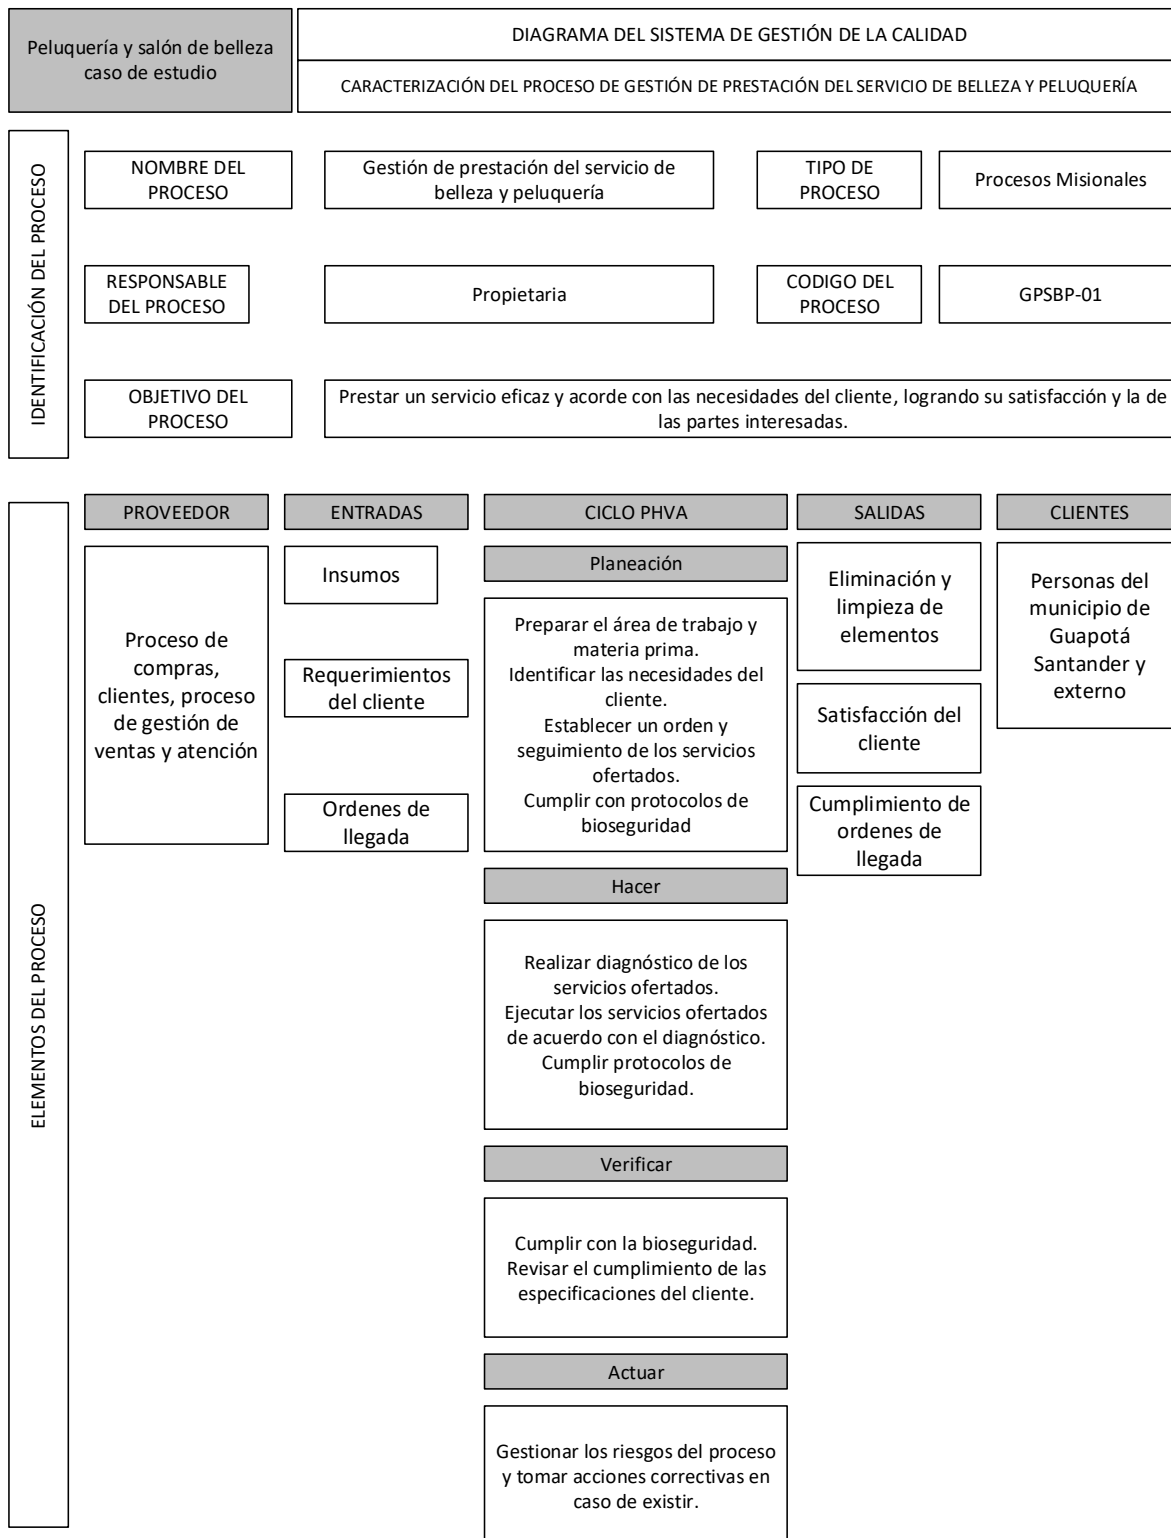 Peluquería y salón de belleza
caso de estudio
DIAGRAMA DEL SISTEMA DE GESTIÓN DE LA CALIDAD
CARACTERIZACIÓN DEL PROCESO DE GESTIÓN DE PRESTACIÓN DEL SERVICIO DE BELLEZA Y PELUQUERÍA
IDENTIFICACIÓN DEL PROCESO
NOMBRE DEL
PROCESO
Gestión de prestación del servicio de
belleza y peluquería
TIPO DE
PROCESO
Procesos Misionales
RESPONSABLE
DEL PROCESO
Propietaria
CODIGO DEL
PROCESO
GPSBP-01
OBJETIVO DEL
PROCESO
Prestar un servicio eficaz y acorde con las necesidades del cliente, logrando su satisfacción y la de
las partes interesadas.
ELEMENTOS DEL PROCESO
PROVEEDOR
Proceso de
compras,
clientes, proceso
de gestión de
ventas y atención
ENTRADAS
Insumos
Requerimientos
del cliente
Ordenes de
llegada
CICLO PHVA
Planeación
Preparar el área de trabajo y
materia prima.
Identificar las necesidades del
cliente.
Establecer un orden y
seguimiento de los servicios
ofertados.
Cumplir con protocolos de
bioseguridad
Hacer
Realizar diagnóstico de los
servicios ofertados.
Ejecutar los servicios ofertados
de acuerdo con el diagnóstico.
Cumplir protocolos de
bioseguridad.
Verificar
Cumplir con la bioseguridad.
Revisar el cumplimiento de las
especificaciones del cliente.
Actuar
Gestionar los riesgos del proceso
y tomar acciones correctivas en
caso de existir.
SALIDAS
Eliminación y
limpieza de
elementos
Satisfacción del
cliente
Cumplimiento de
ordenes de
llegada
CLIENTES
Personas del
municipio de
Guapotá
Santander y
externo